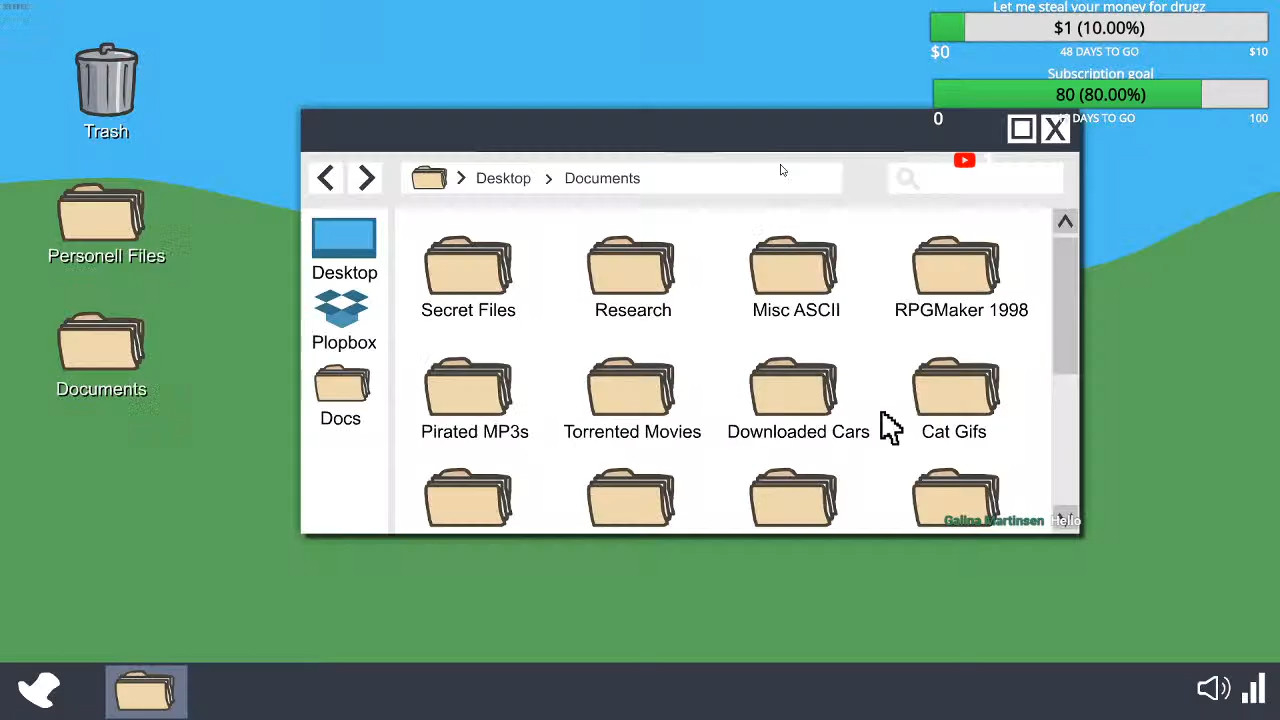 Let me steal your money for drugz
$1 (10.00%)
$0
48 DAYS TO GO
$10
Subscription goal
80 (80.00%)
0
DAYS TO GO
100
Trash
Personell Files
Documents
X
Desktop
Documents
Desktop
Plopbox
Docs
Secret Files
Research
Misc ASCII
RPGMaker 1998
Pirated MP3s
Torrented Movies
Downloaded Cars
Cat Gifs
Galina Martinsen Hello